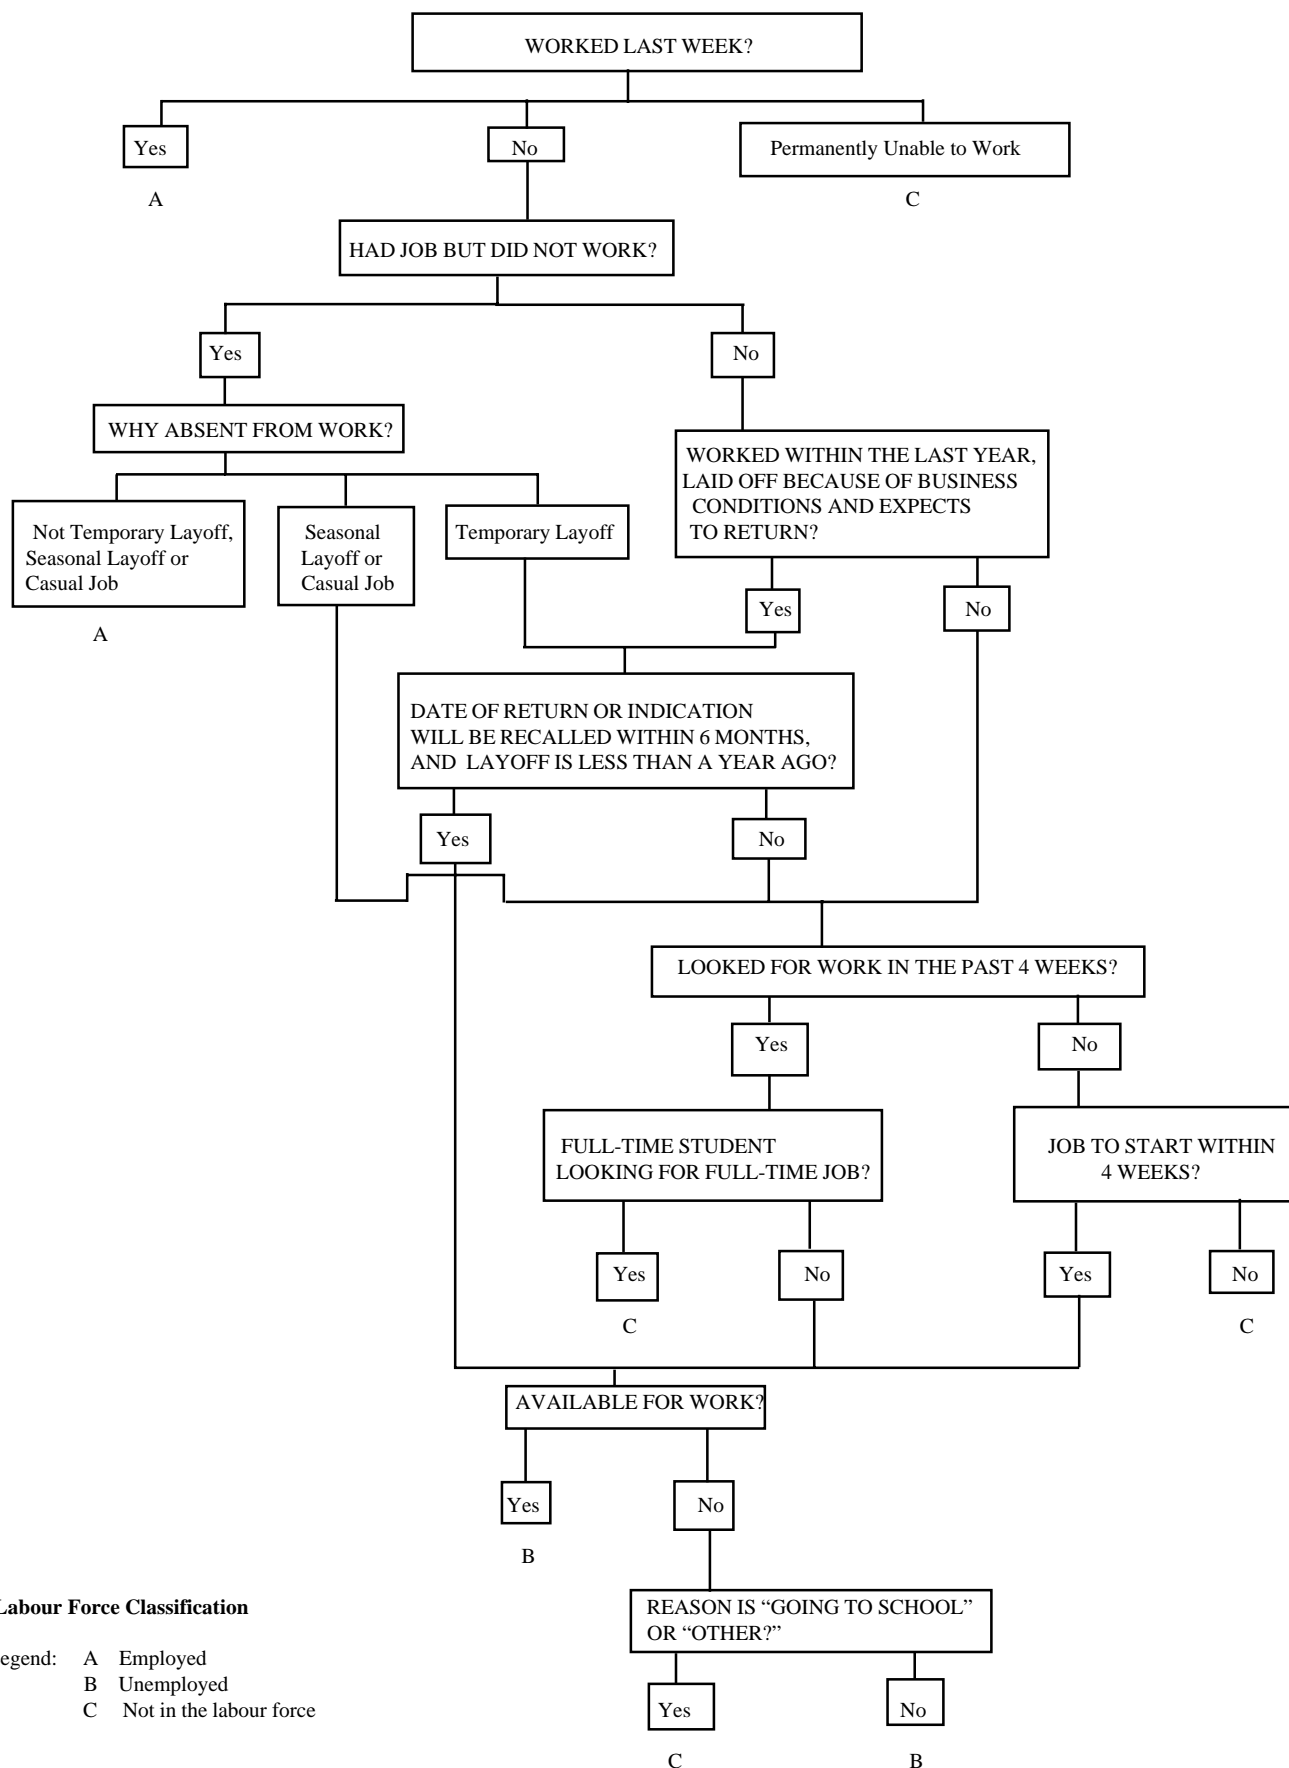 WORKED LAST WEEK?
Yes
No
Permanently Unable to Work
A
C
HAD JOB BUT DID NOT WORK?
Yes
No
WHY ABSENT FROM WORK?
WORKED WITHIN THE LAST YEAR,
LAID OFF BECAUSE OF BUSINESS
CONDITIONS AND EXPECTS
TO RETURN?
Not Temporary Layoff,
Seasonal Layoff or
Casual Job
Seasonal
Layoff or
Casual Job
Temporary Layoff
A
Yes
No
DATE OF RETURN OR INDICATION
WILL BE RECALLED WITHIN 6 MONTHS,
AND LAYOFF IS LESS THAN A YEAR AGO?
Yes
No
LOOKED FOR WORK IN THE PAST 4 WEEKS?
Yes
No
FULL-TIME STUDENT
LOOKING FOR FULL-TIME JOB?
JOB TO START WITHIN
4 WEEKS?
Yes
No
Yes
No
C
C
AVAILABLE FOR WORK?
Yes
No
B
REASON IS “GOING TO SCHOOL”
OR “OTHER?”
Yes
No
C
B
Labour Force Classification
egend: A Employed
B Unemployed
C Not in the labour force